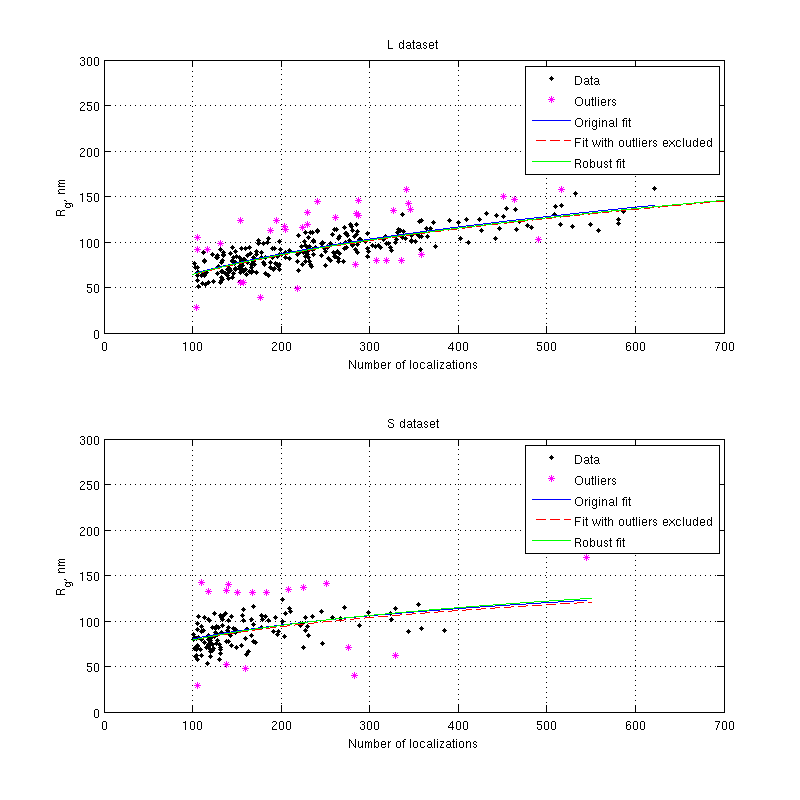 L dataset
300
250
200
150
100
50
0
R_g, nm
Data
Outliers
Original fit
Fit with outliers excluded
Robust fit
0 100 200 300 400 500 600 700
Number of localizations
S dataset
300
250
200
150
100
50
0
R_g, nm
Data
Outliers
Original fit
Fit with outliers excluded
Robust fit
0 100 200 300 400 500 600 700
Number of localizations